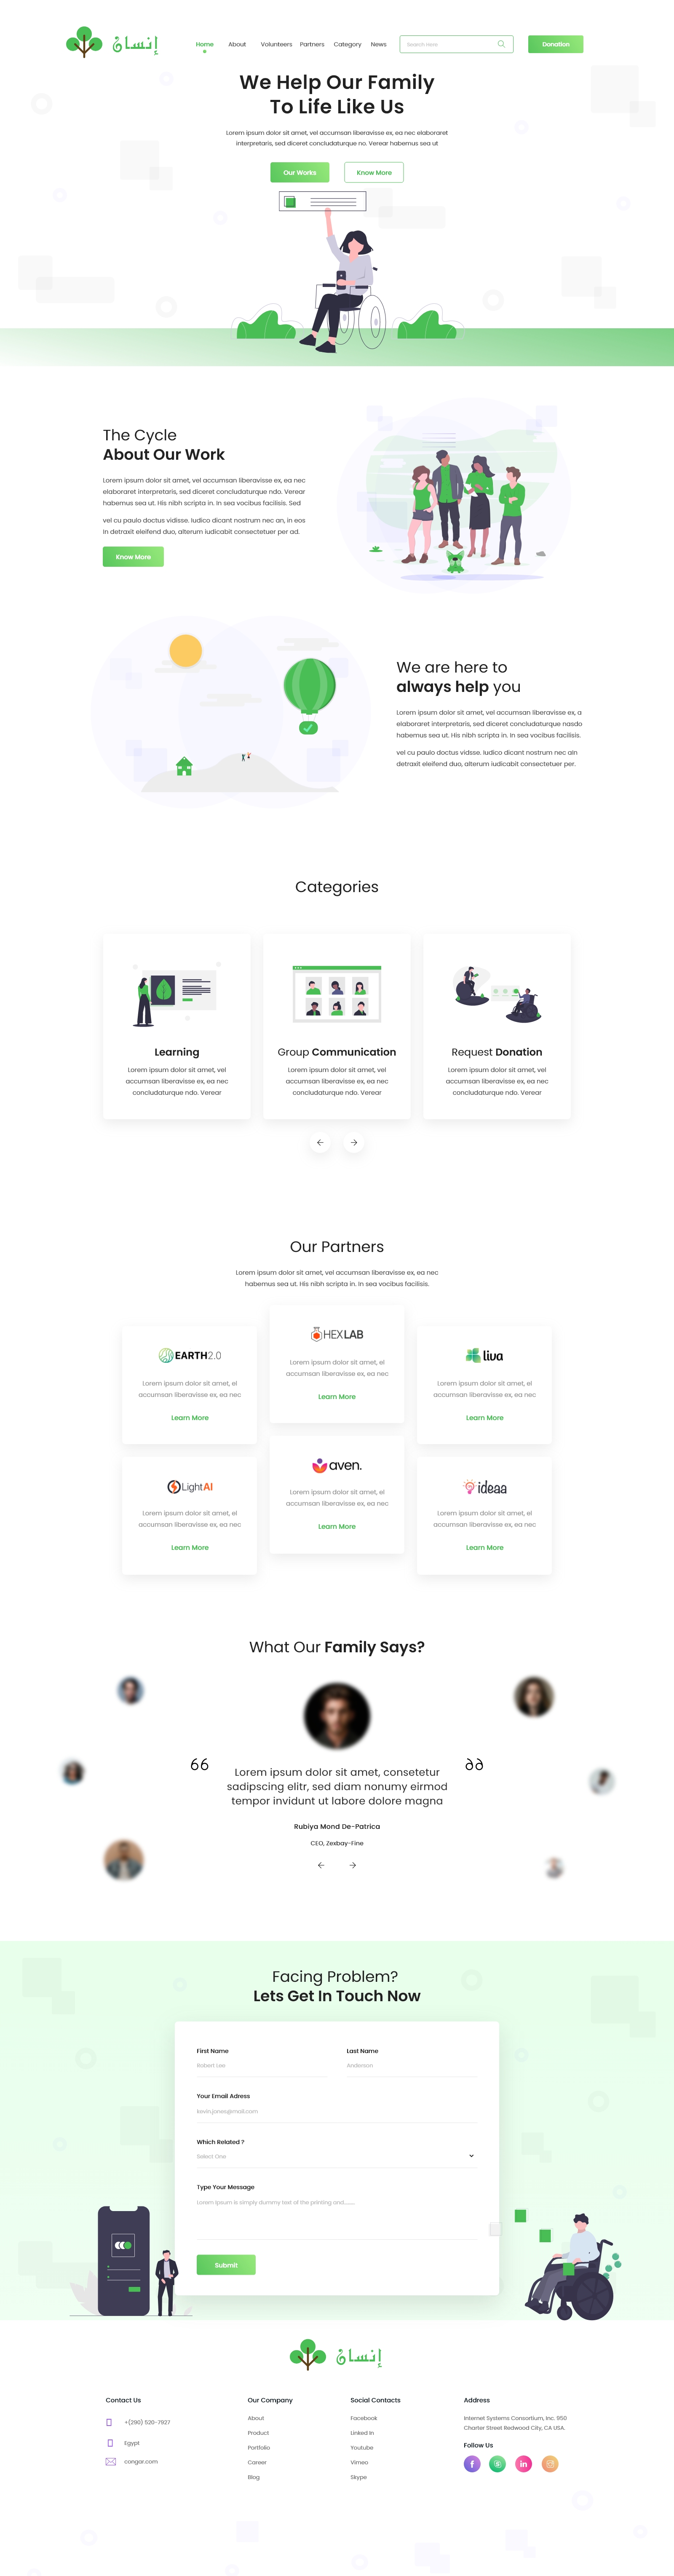 إنسان
Home About Volunteers Partners Category News Search Here Donation
We Help Our Family
To Life Like Us
Lorem ipsum dolor sit amet, vel accumsan liberavisse ex, ea nec elaboraret
interpretaris, sed diceret concludaturque no. Verear habemus sea ut
Our Works Know More
The Cycle
About Our Work
Lorem ipsum dolor sit amet, vel accumsan liberavisse ex, ea nec
elaboraret interpretaris, sed diceret concludaturque ndo. Verear
habemus sea ut. His nibh scripta in. In sea vocibus facilisis. Sed
vel cu paulo doctus vidisse. Iudico dicant nostrum nec an, in eos
in detraxit eleifend duo, alterum iudicabit consectetuer per ad.
Know More
We are here to
always help you
Lorem ipsum dolor sit amet, vel accumsan liberavisse ex, a
elaboraret interpretaris, sed diceret concludaturque nasdo
habemus sea ut. His nibh scripta in. In sea vocibus facilisis.
vel cu paulo doctus vidsse. Iudico dicant nostrum nec ain
detraxit eleifend duo, alterum iudicabit consectetuer per.
Categories
Learning
Lorem ipsum dolor sit amet, vel
accumsan liberavisse ex, ea nec
concludaturque ndo. Verear
Group Communication
Lorem ipsum dolor sit amet, vel
accumsan liberavisse ex, ea nec
concludaturque ndo. Verear
Request Donation
Lorem ipsum dolor sit amet, vel
accumsan liberavisse ex, ea nec
concludaturque ndo. Verear
Our Partners
Lorem ipsum dolor sit amet, vel accumsan liberavisse ex, ea nec
habemus sea ut. His nibh scripta in. In sea vocibus facilisis.
EARTH2.0
Lorem ipsum dolor sit amet, el
accumsan liberavisse ex, ea nec
Learn More
HEXLAB
Lorem ipsum dolor sit amet, el
accumsan liberavisse ex, ea nec
Learn More
liva
Lorem ipsum dolor sit amet, el
accumsan liberavisse ex, ea nec
Learn More
LightAI
Lorem ipsum dolor sit amet, el
accumsan liberavisse ex, ea nec
Learn More
aven.
Lorem ipsum dolor sit amet, el
accumsan liberavisse ex, ea nec
Learn More
ideaa
Lorem ipsum dolor sit amet, el
accumsan liberavisse ex, ea nec
Learn More
What Our Family Says?
Lorem ipsum dolor sit amet, consetetur
sadipscing elitr, sed diam nonumy eirmod
tempor invidunt ut labore dolore magna
Rubiya Mond De-Patrica
CEO, Zexbay-Fine
Facing Problem?
Lets Get In Touch Now
First Name Last Name
Robert Lee Anderson
Your Email Adress
kevin.jones@mail.com
Which Related ?
Select One
Type Your Message
Lorem Ipsum is simply dummy text of the printing and.........
Submit
إنسان
Contact Us
+(290) 520-7927
Egypt
congar.com
Our Company
About
Product
Portfolio
Career
Blog
Social Contacts
Facebook
Linked In
Youtube
Vimeo
Skype
Address
Internet Systems Consortium, Inc. 950
Charter Street Redwood City, CA USA.
Follow Us